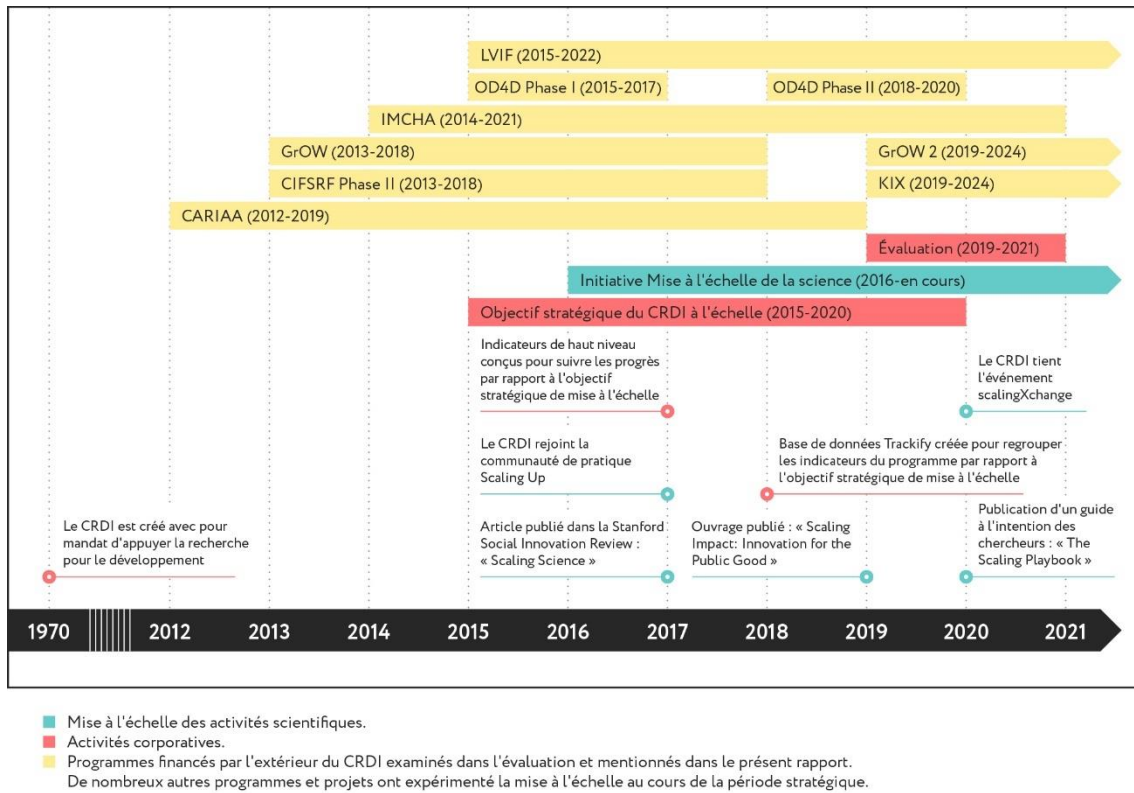 LVIF (2015-2022)
OD4D Phase I (2015-2017)
OD4D Phase II (2018-2020)
IMCHA (2014-2021)
GrOW (2013-2018)
GrOW 2 (2019-2024)
CIFSRF Phase II (2013-2018)
KIX (2019-2024)
CARIAA (2012-2019)
Évaluation (2019-2021)
Initiative Mise à l'échelle de la science (2016-en cours)
Objectif stratégique du CRDI à l'échelle (2015-2020)
Indicateurs de haut niveau
conçus pour suivre les progrès
par rapport à l'objectif
stratégique de mise à l'échelle
Le CRDI tient
l'événement
scalingXchange
Le CRDI rejoint la
communauté de pratique
Scaling Up
Base de données Trackify créée pour regrouper
les indicateurs du programme par rapport à
l'objectif stratégique de mise à l'échelle
Le CRDI est créé avec pour
mandat d'appuyer la recherche
pour le développement
Article publié dans la Stanford
Social Innovation Review :
« Scaling Science »
Ouvrage publié : « Scaling
Impact: Innovation for the
Public Good »
Publication d'un guide
à l'intention des
chercheurs : « The
Scaling Playbook »
1970 2012 2013 2014 2015 2016 2017 2018 2019 2020 2021
Mise à l'échelle des activités scientifiques.
Activités corporatives.
Programmes financés par l'extérieur du CRDI examinés dans l'évaluation et mentionnés dans le présent rapport.
De nombreux autres programmes et projets ont expérimenté la mise à l'échelle au cours de la période stratégique.